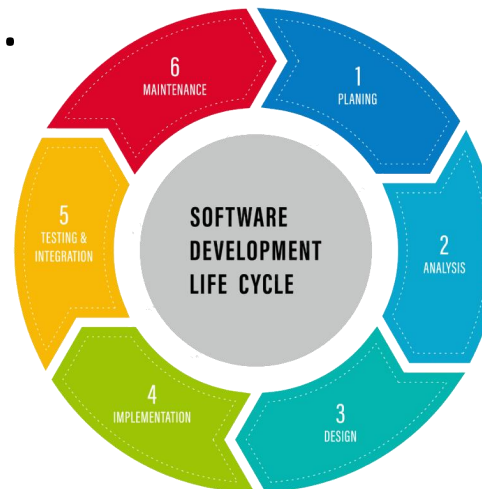 SOFTWARE
DEVELOPMENT
LIFE CYCLE
1
PLANING
2
ANALYSIS
3
DESIGN
4
IMPLEMENTATION
5
TESTING &
INTEGRATION
6
MAINTENANCE